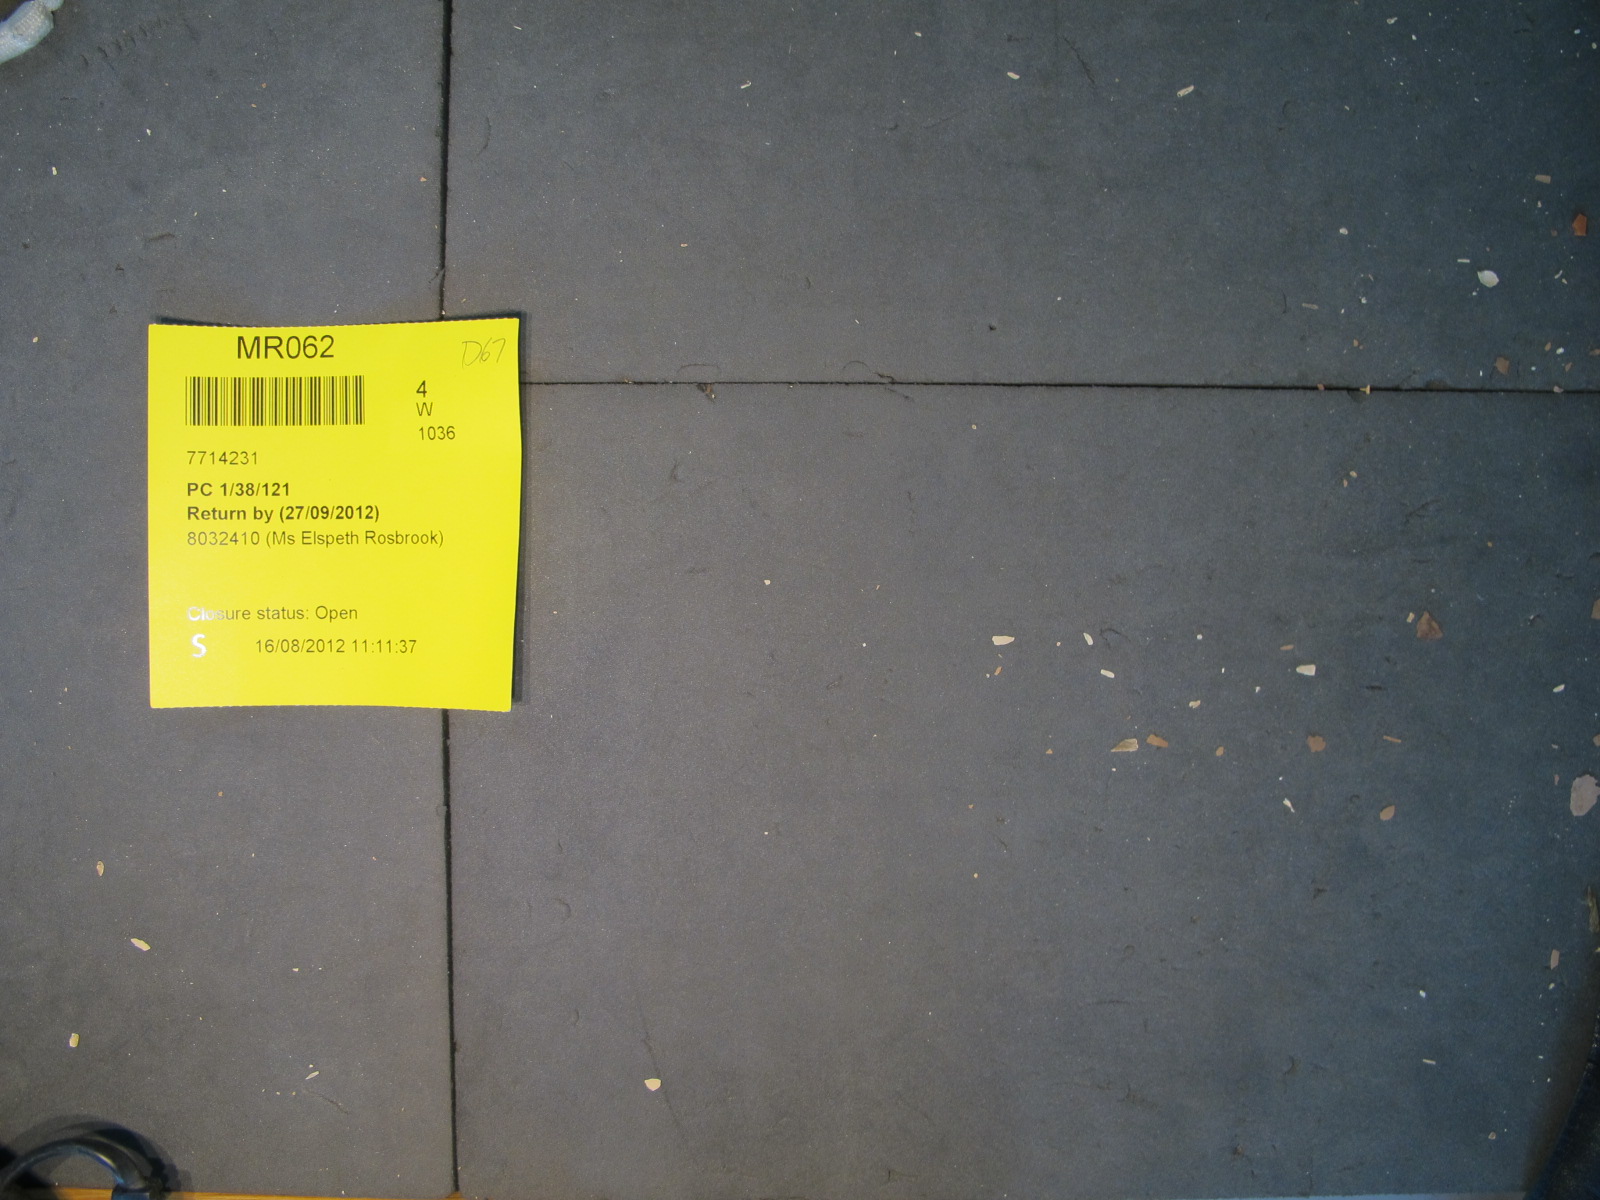 MR062
D67
4
W
1036
7714231
PC 1/38/121
Return by (27/09/2012)
8032410 (Ms Elspeth Rosbrook)
Closure status: Open
S 16/08/2012 11:11:37